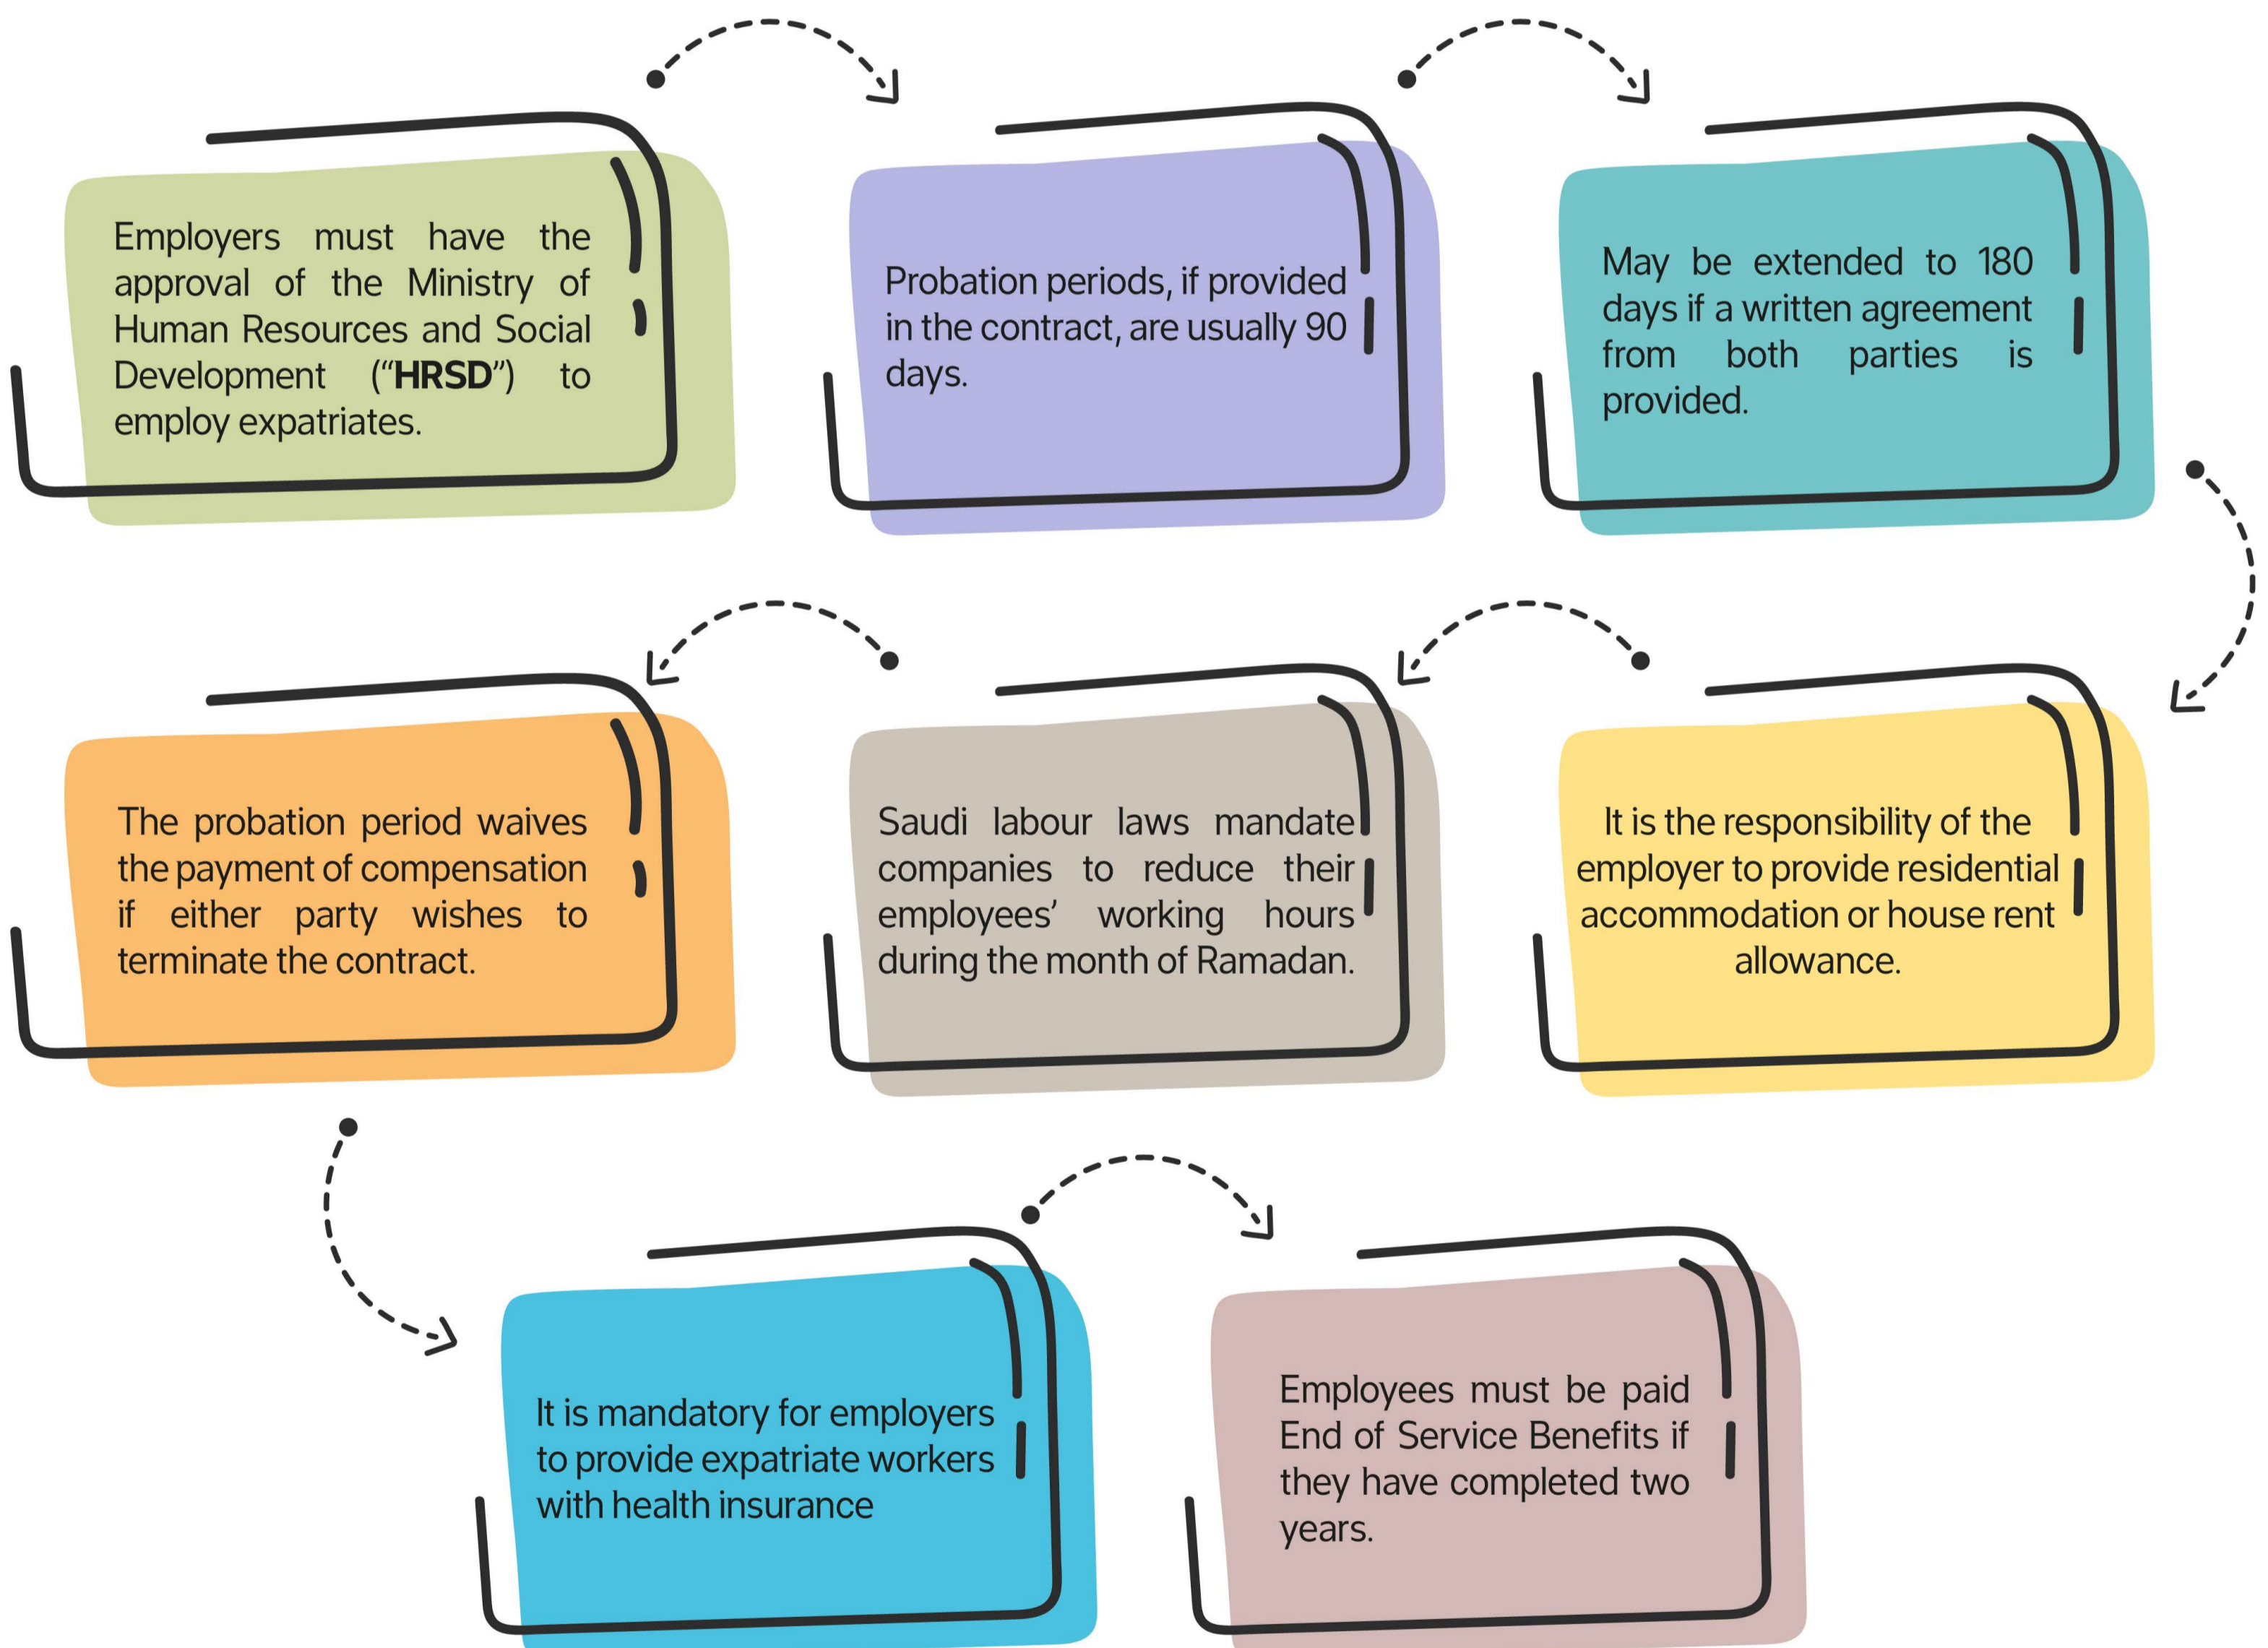 Employers must have the
approval of the Ministry of
Human Resources and Social
Development (“HRSD”) to
employ expatriates.
Probation periods, if provided
in the contract, are usually 90
days.
May be extended to 180
days if a written agreement
from both parties is
provided.
It is the responsibility of the
employer to provide residential
accommodation or house rent
allowance.
Saudi labour laws mandate
companies to reduce their
employees’ working hours
during the month of Ramadan.
The probation period waives
the payment of compensation
if either party wishes to
terminate the contract.
It is mandatory for employers
to provide expatriate workers
with health insurance
Employees must be paid
End of Service Benefits if
they have completed two
years.